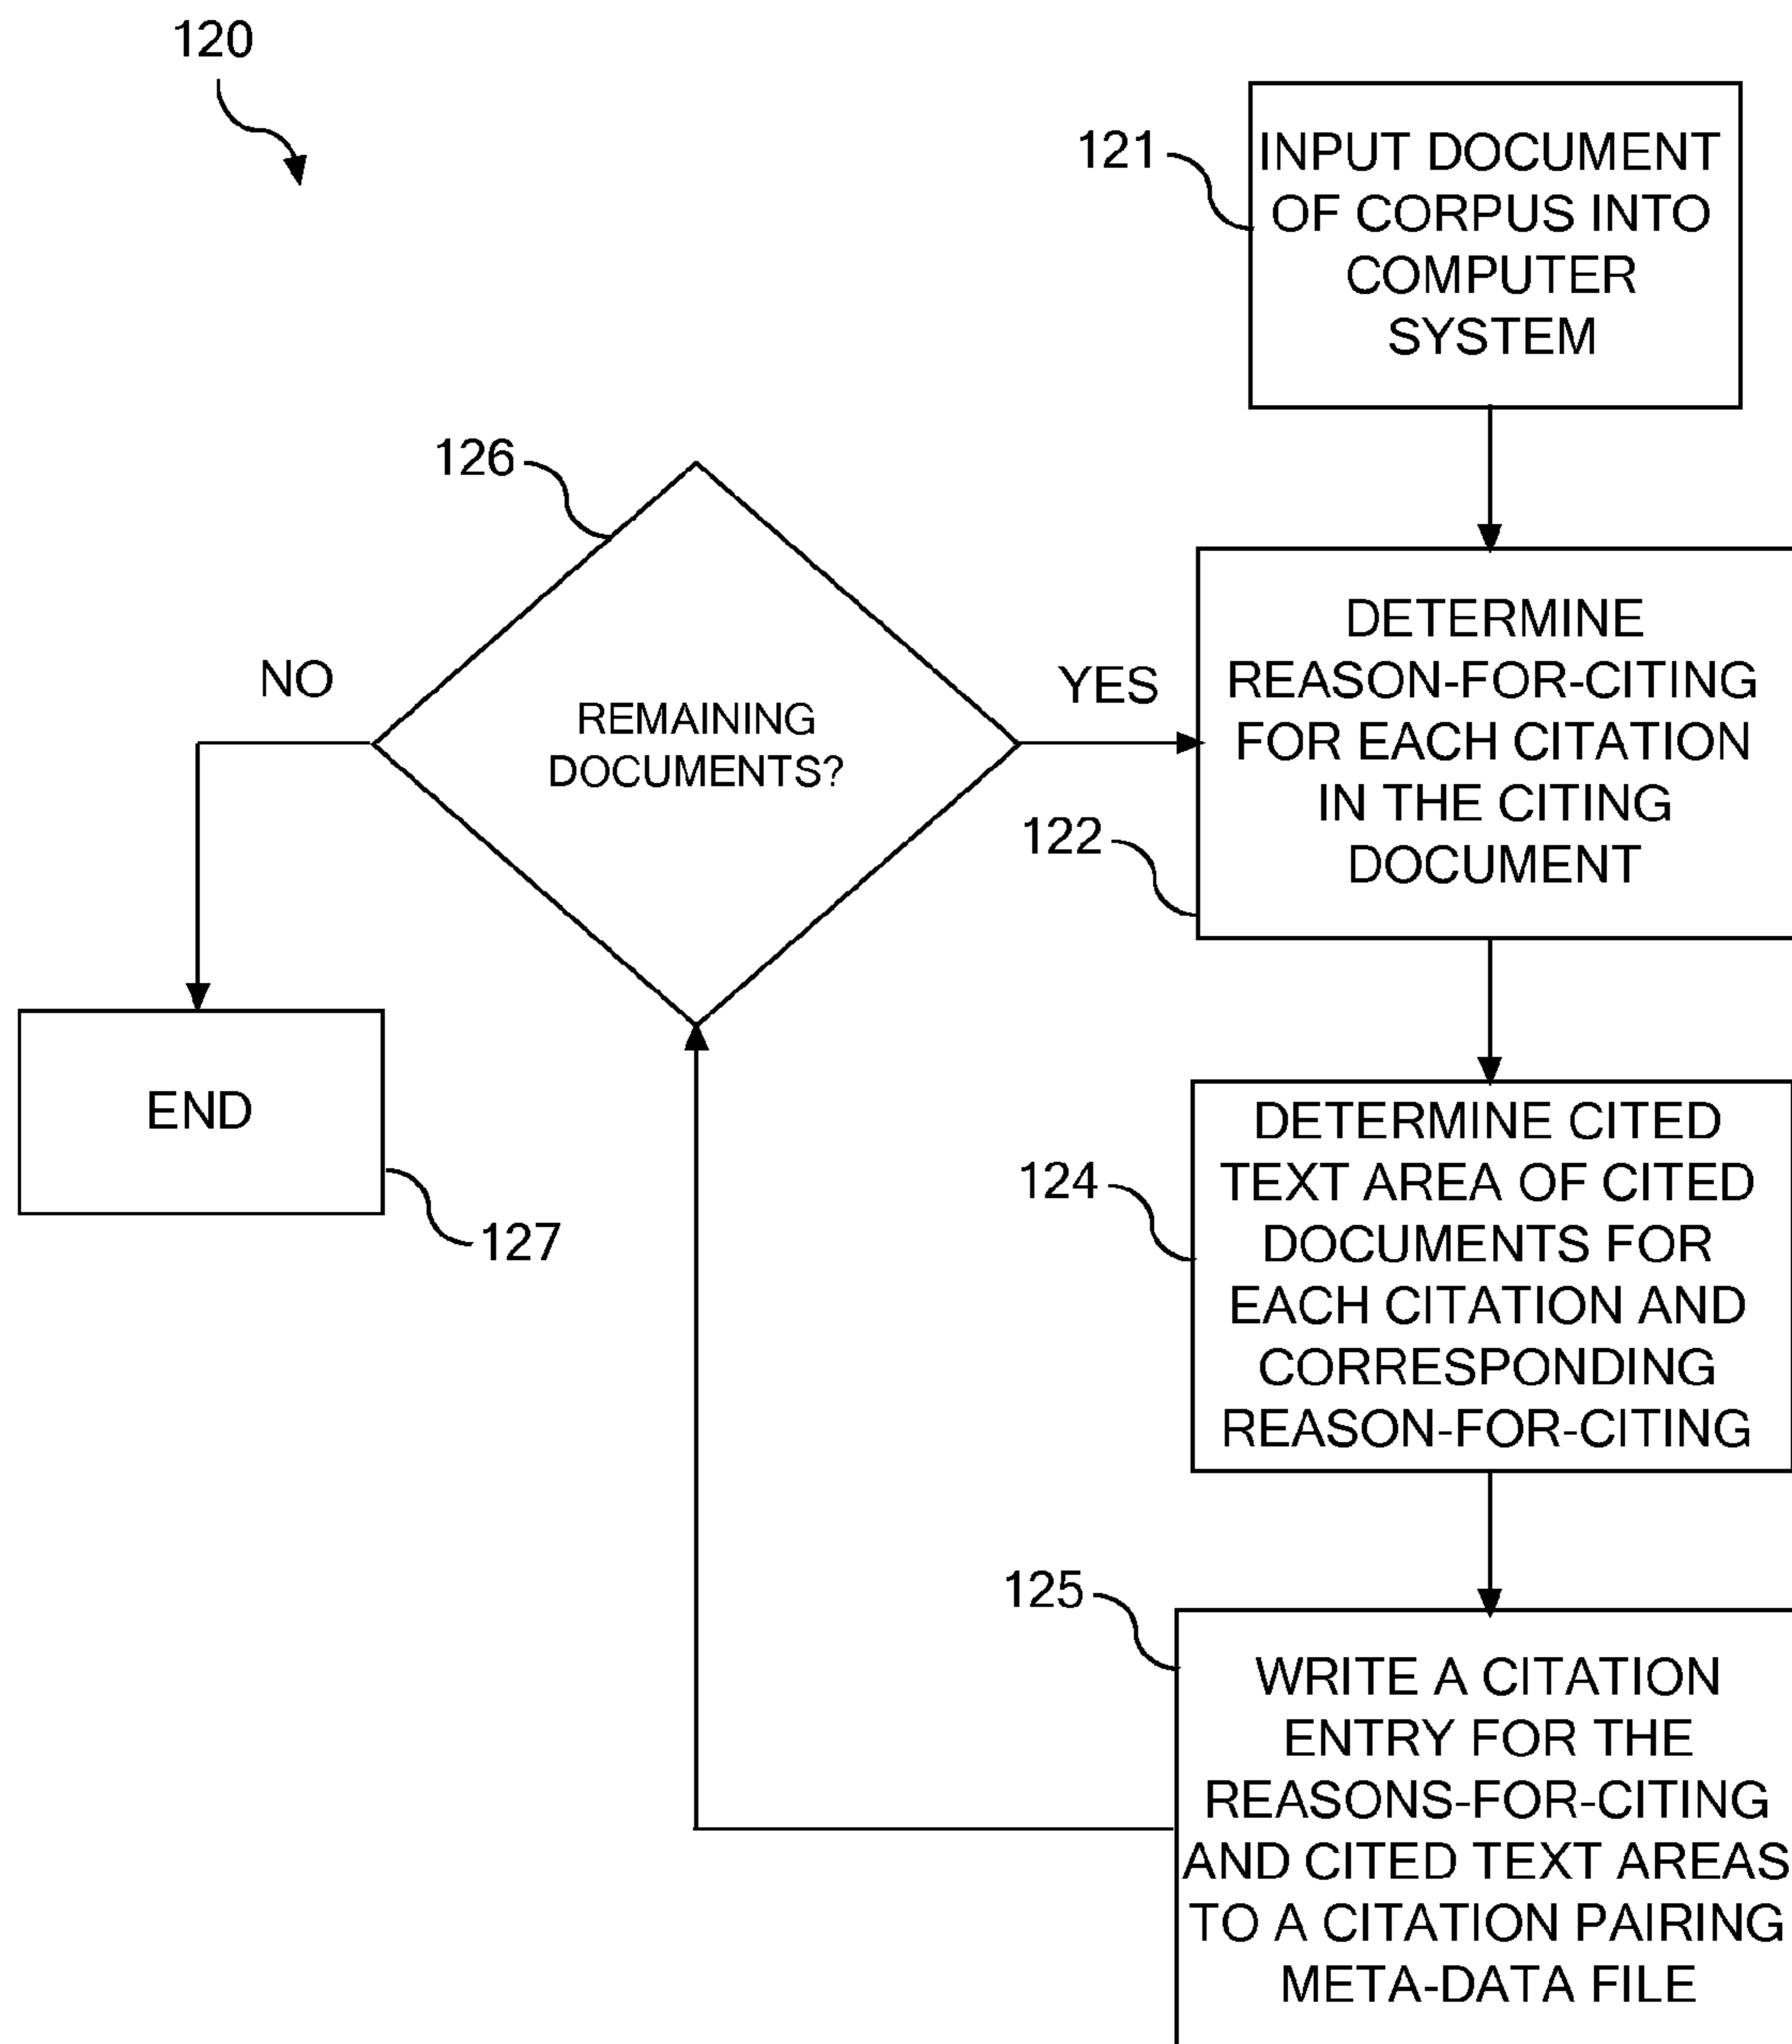 120
121
INPUT DOCUMENT
OF CORPUS INTO
COMPUTER
SYSTEM
126
REMAINING
DOCUMENTS?
NO
YES
122
DETERMINE
REASON-FOR-CITING
FOR EACH CITATION
IN THE CITING
DOCUMENT
END
127
124
DETERMINE CITED
TEXT AREA OF CITED
DOCUMENTS FOR
EACH CITATION AND
CORRESPONDING
REASON-FOR-CITING
125
WRITE A CITATION
ENTRY FOR THE
REASONS-FOR-CITING
AND CITED TEXT AREAS
TO A CITATION PAIRING
META-DATA FILE